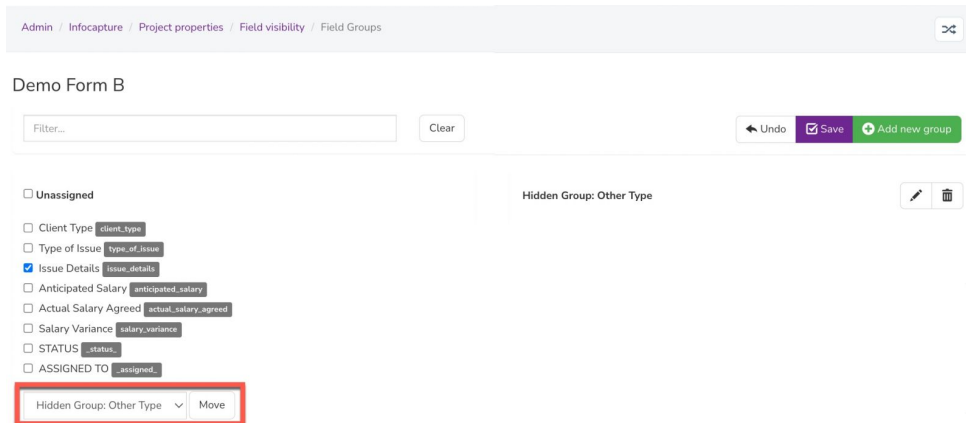 Admin / Infocapture / Project properties / Field visibility / Field Groups
Demo Form B
Filter... Clear Undo Save Add new group
Unassigned Hidden Group: Other Type
Client Type client_type
Type of Issue type_of_issue
Issue Details issue_details
Anticipated Salary anticipated_salary
Actual Salary Agreed actual_salary_agreed
Salary Variance salary_variance
STATUS _status_
ASSIGNED TO _assigned_
Hidden Group: Other Type Move